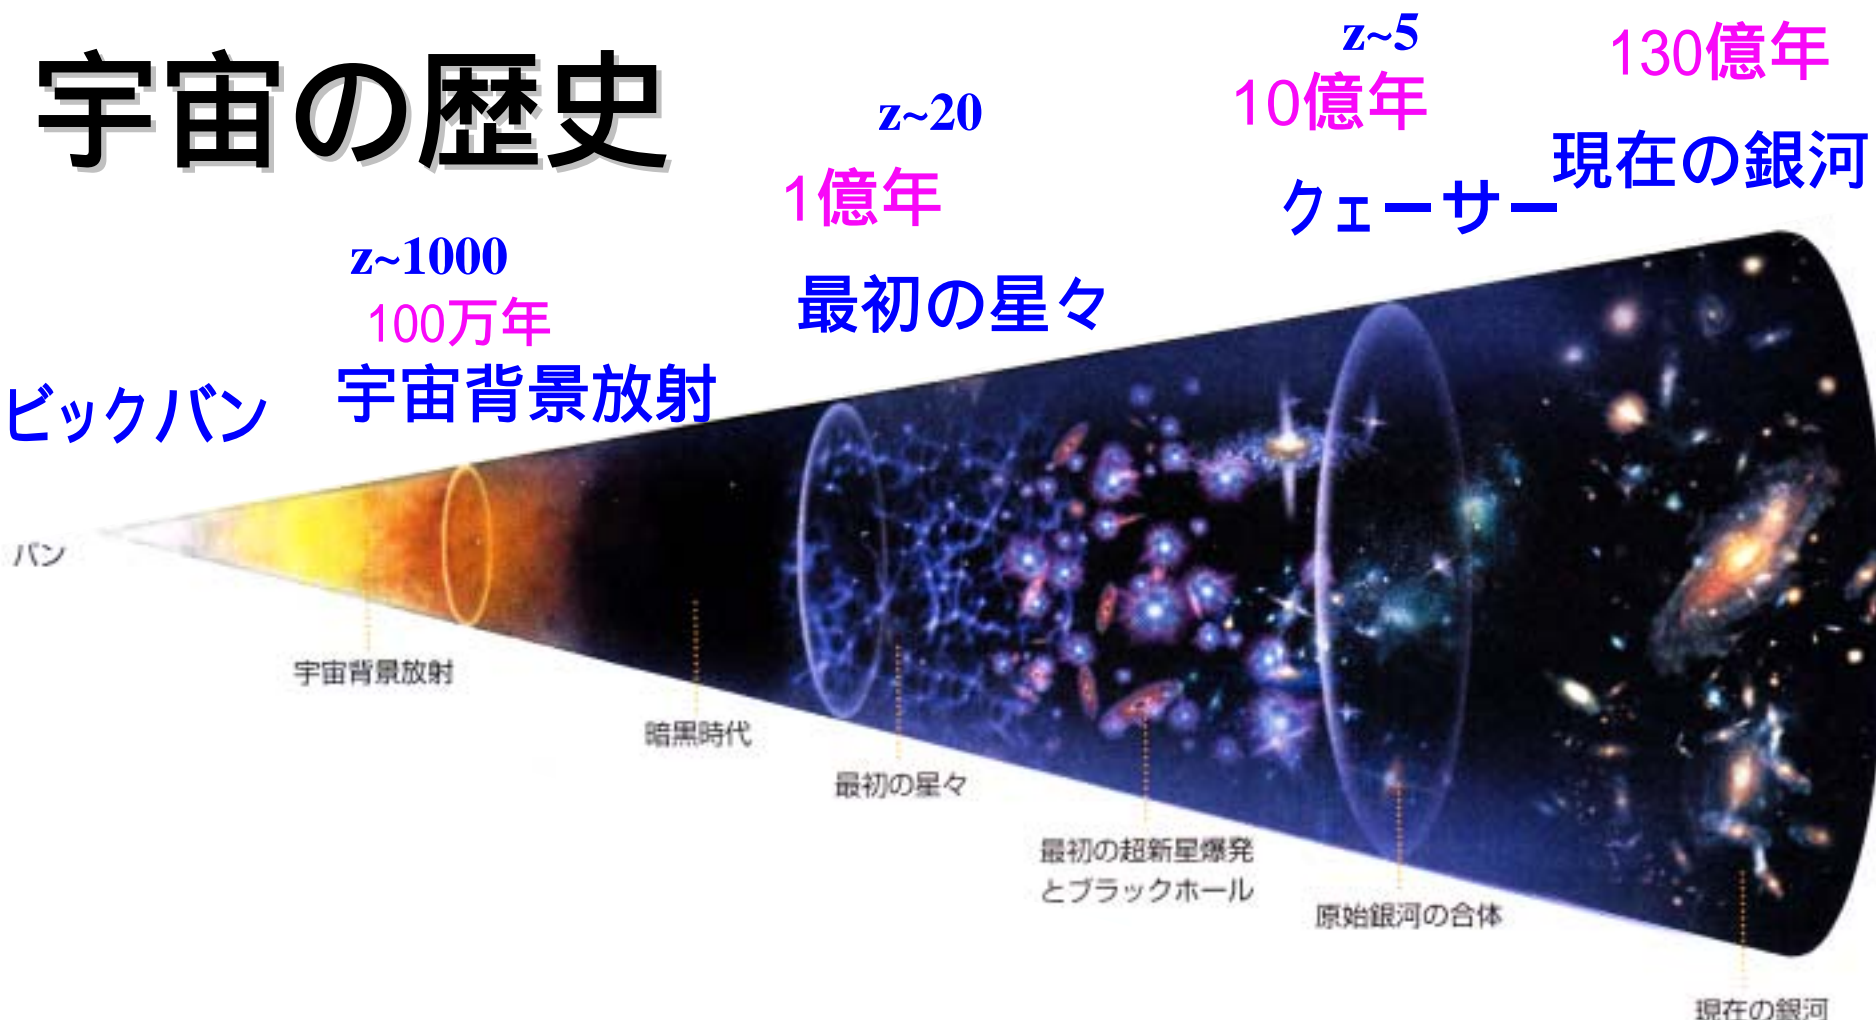 宇宙の歴史
z~5
130億年
10億年
z~20
現在の銀河
1億年
クェーサー
z~1000
最初の星々
100万年
宇宙背景放射
ビックバン
バン
宇宙背景放射
暗黒時代
最初の星々
最初の超新星爆発
とブラックホール
原始銀河の合体
現在の銀河